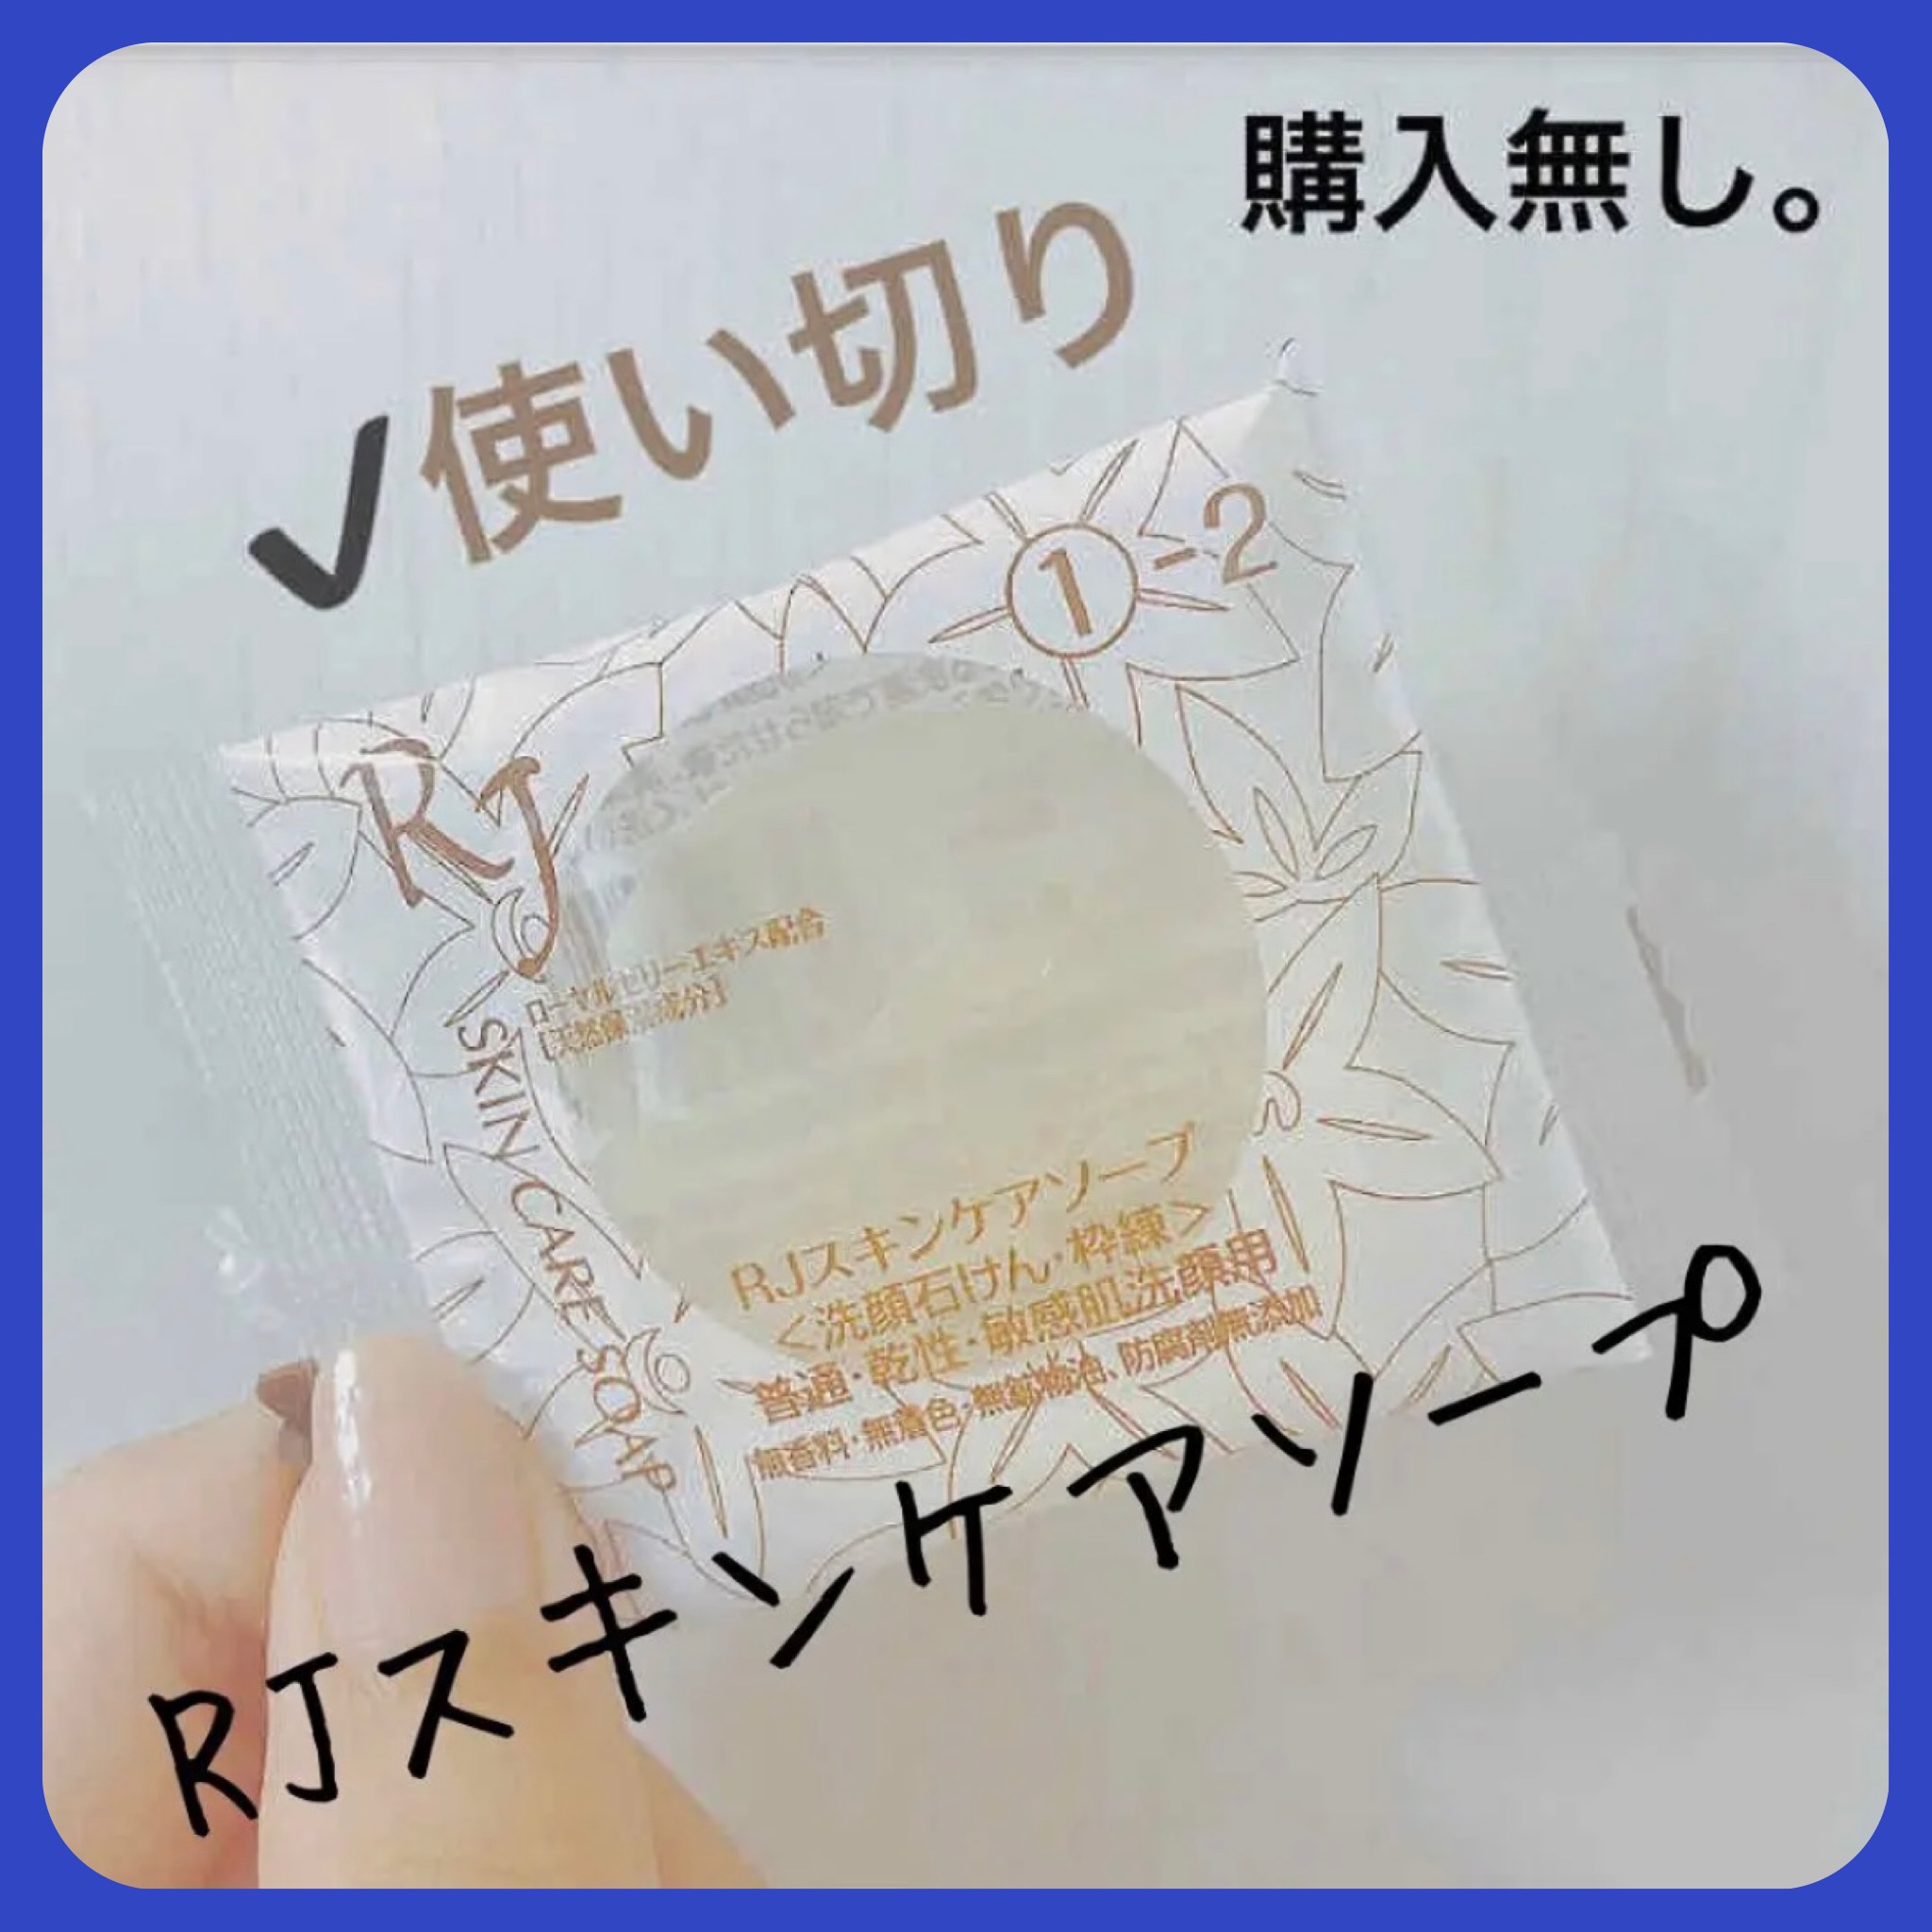 購入無し。
✓使い切り
①-2
RJ
ローヤルゼリーエキス配合
SKIN CARE SOAP
RJスキンケアソープ
<洗顔石けん・枠練>
普通・乾性・敏感肌洗顔用
無香料・無着色・無鉱物油、防腐剤無添加
RJスキンケアソープ